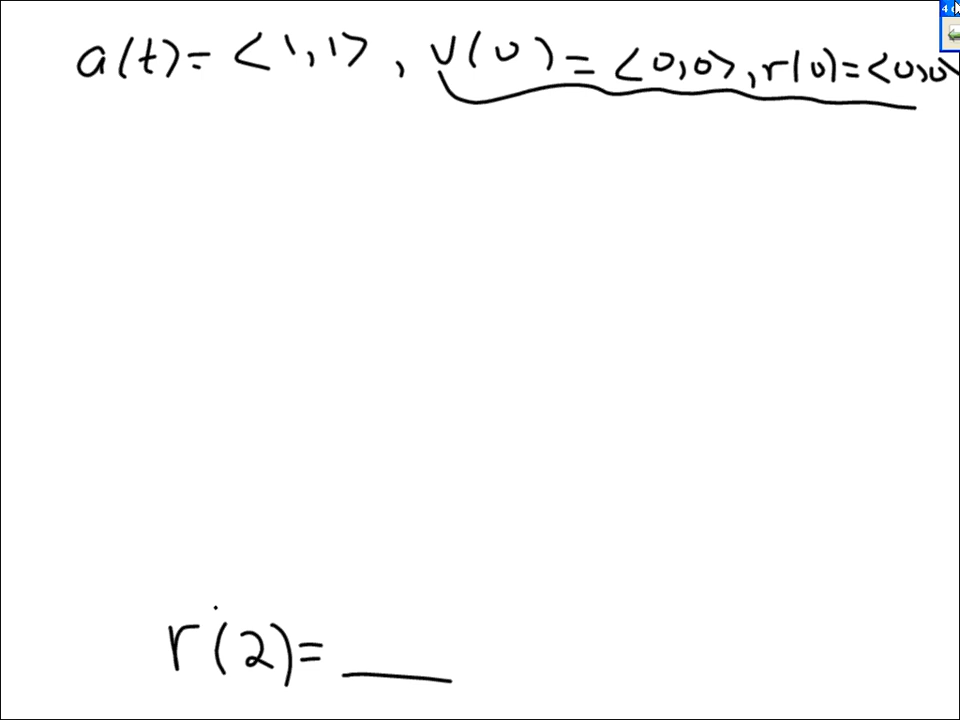 a(t) = <1,1>, v(0) = <0,0>, r(0) = <0,0>
r(2) = ___